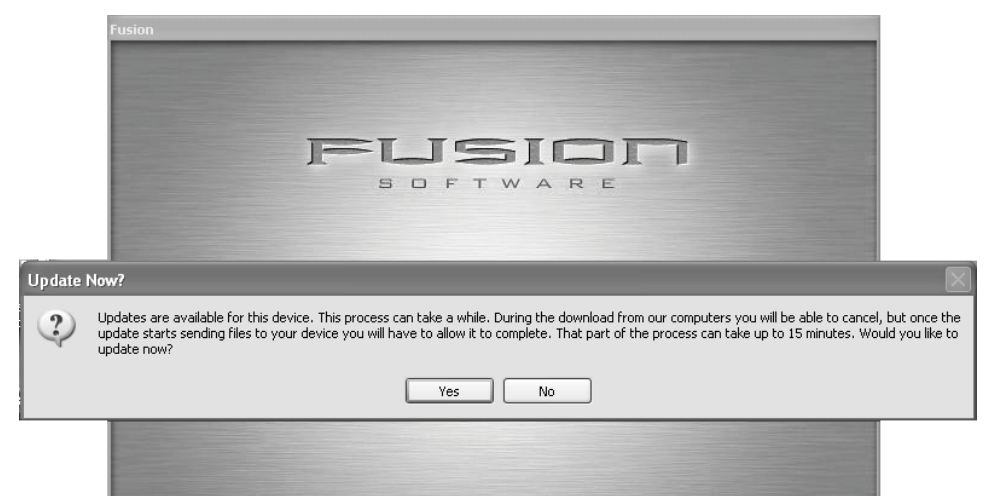 Fusion
FUSION
SOFTWARE
Update Now?
Updates are available for this device. This process can take a while. During the download from our computers you will be able to cancel, but once the
update starts sending files to your device you will have to allow it to complete. That part of the process can take up to 15 minutes. Would you like to
update now?
Yes No